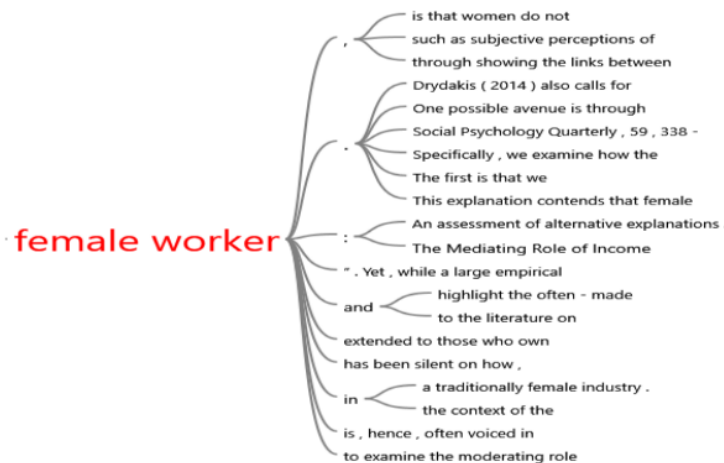 is that women do not
,
such as subjective perceptions of
through showing the links between
Drydakis ( 2014 ) also calls for
One possible avenue is through
Social Psychology Quarterly , 59 , 338 -
.
Specifically , we examine how the
The first is that we
This explanation contends that female
female worker
An assessment of alternative explanations
:
The Mediating Role of Income
" . Yet , while a large empirical
highlight the often - made
and
to the literature on
extended to those who own
has been silent on how ,
a traditionally female industry .
in
the context of the
is , hence , often voiced in
to examine the moderating role